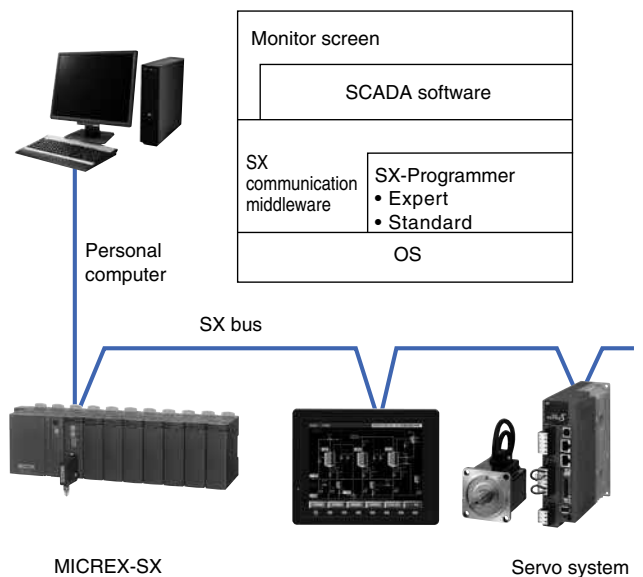 Monitor screen
SCADA software
SX
communication
middleware
SX-Programmer
• Expert
• Standard
OS
Personal
computer
SX bus
MICREX-SX
Servo system